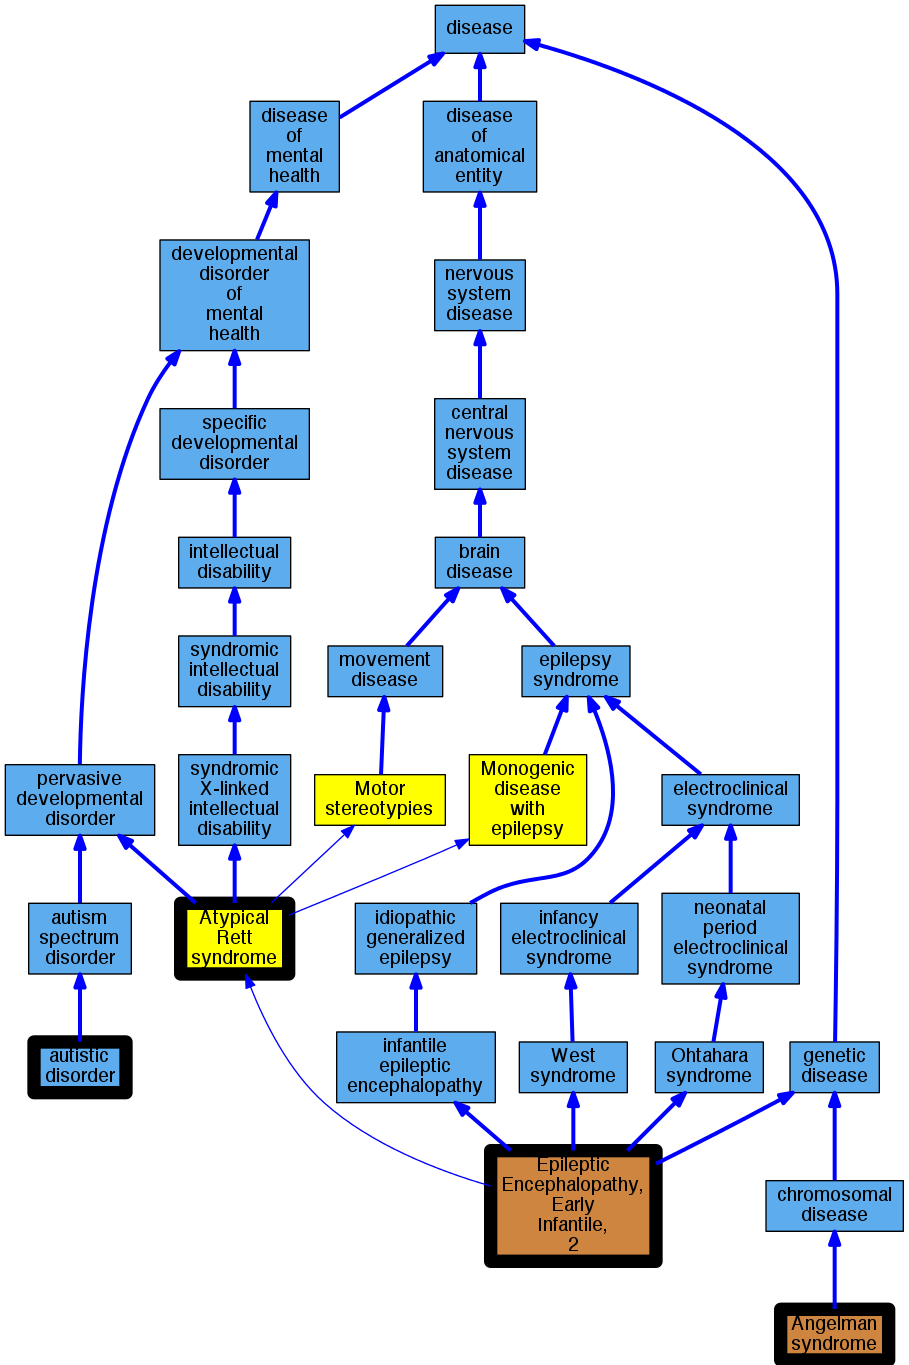 disease
disease
of
mental
health
disease
of
anatomical
entity
developmental
disorder
of
mental
health
nervous
system
disease
specific
developmental
disorder
central
nervous
system
disease
intellectual
disability
brain
disease
syndromic
intellectual
disability
movement
disease
epilepsy
syndrome
pervasive
developmental
disorder
syndromic
X-linked
intellectual
disability
Motor
stereotypies
Monogenic
disease
with
epilepsy
electroclinical
syndrome
autism
spectrum
disorder
Atypical
Rett
syndrome
idiopathic
generalized
epilepsy
infancy
electroclinical
syndrome
neonatal
period
electroclinical
syndrome
autistic
disorder
infantile
epileptic
encephalopathy
West
syndrome
Ohtahara
syndrome
genetic
disease
Epileptic
Encephalopathy,
Early
Infantile,
2
chromosomal
disease
Angelman
syndrome